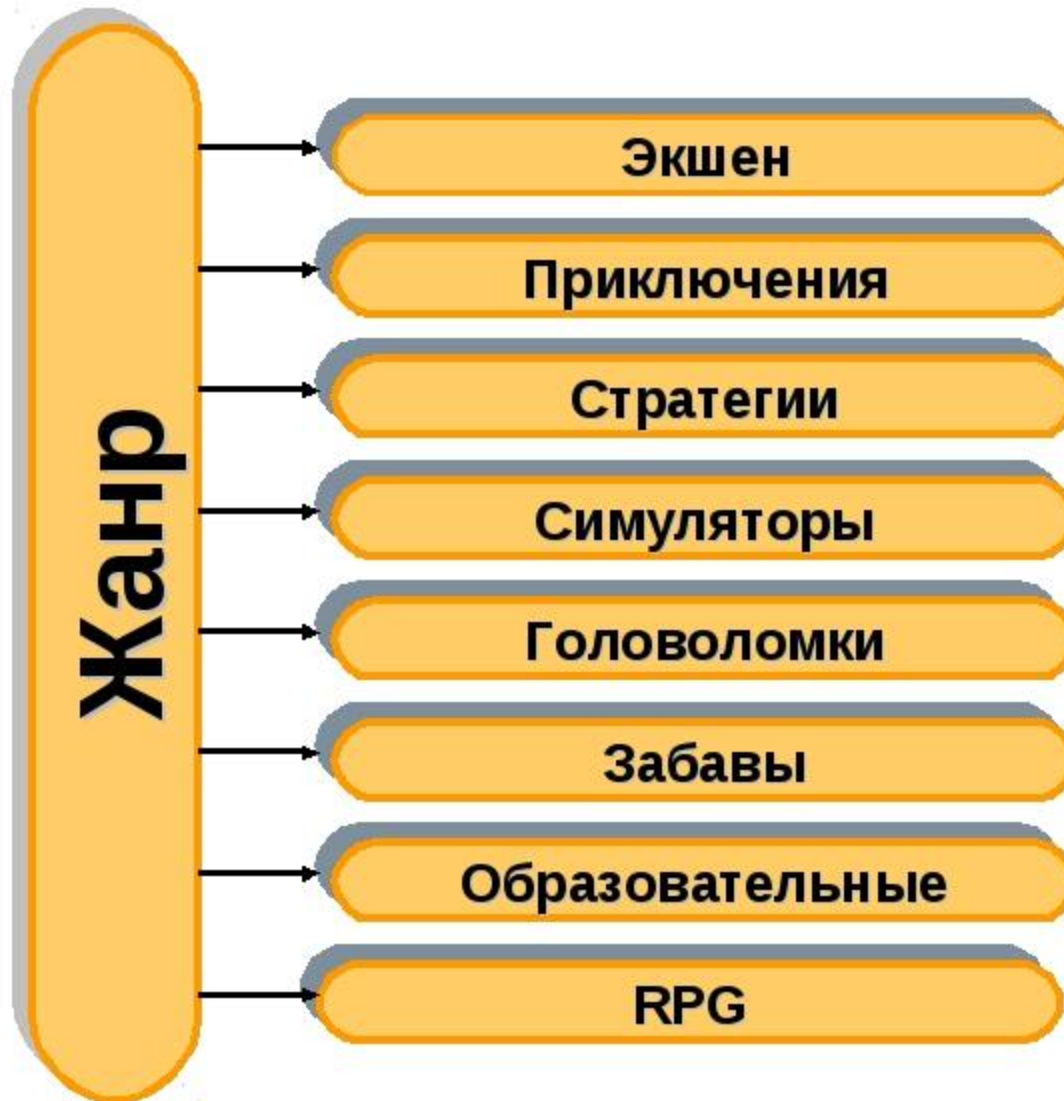 Жанр
Экшен
Приключения
Стратегии
Симуляторы
Головоломки
Забавы
Образовательные
RPG